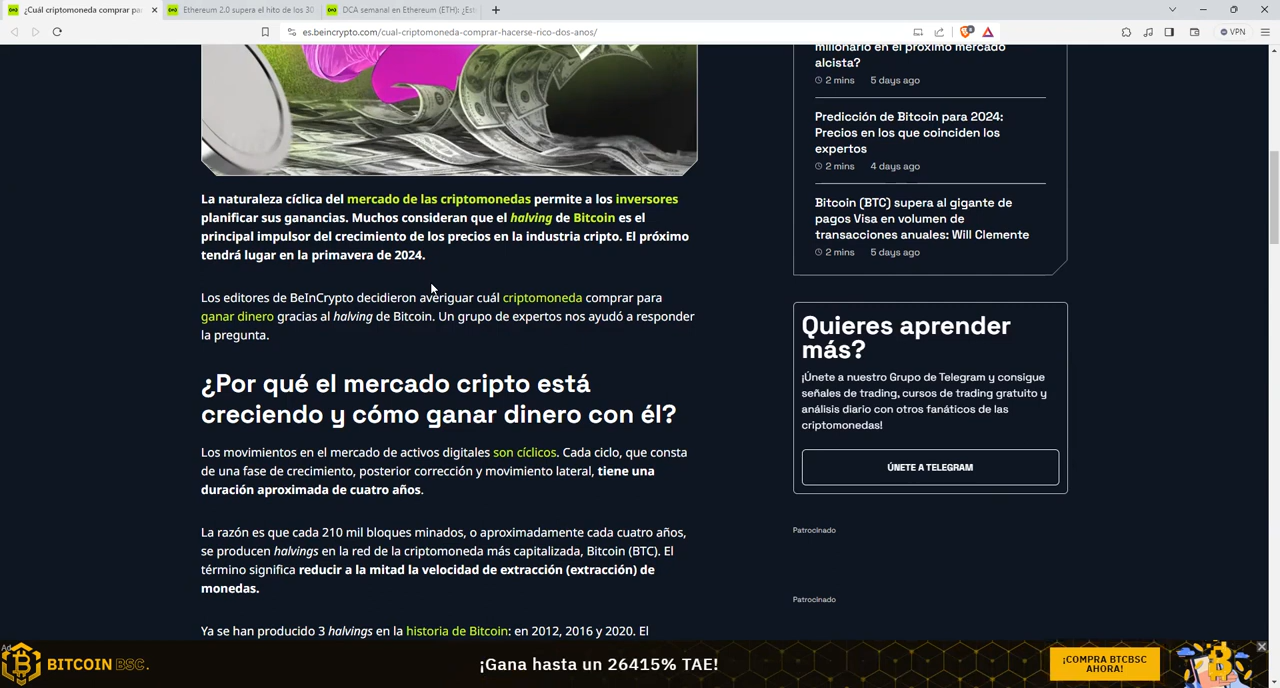 ¿Cuál criptomoneda comprar pa
Ethereum 2.0 supera el hito de los 30
DCA semanal en Ethereum (ETH): ¿Es
es.beincrypto.com/cual-criptomoneda-comprar-hacerse-rico-dos-anos/
VPN
La naturaleza cíclica del mercado de las criptomonedas permite a los inversores
planificar sus ganancias. Muchos consideran que el halving de Bitcoin es el
principal impulsor del crecimiento de los precios en la industria cripto. El próximo
tendrá lugar en la primavera de 2024.
Los editores de BeInCrypto decidieron averiguar cuál criptomoneda comprar para
ganar dinero gracias al halving de Bitcoin. Un grupo de expertos nos ayudó a responder
la pregunta.
¿Por qué el mercado cripto está
creciendo y cómo ganar dinero con él?
Los movimientos en el mercado de activos digitales son cíclicos. Cada ciclo, que consta
de una fase de crecimiento, posterior corrección y movimiento lateral, tiene una
duración aproximada de cuatro años.
La razón es que cada 210 mil bloques minados, o aproximadamente cada cuatro años,
se producen halvings en la red de la criptomoneda más capitalizada, Bitcoin (BTC). El
término significa reducir a la mitad la velocidad de extracción (extracción) de
monedas.
Ya se han producido 3 halvings en la historia de Bitcoin: en 2012, 2016 y 2020. El
millonario en el próximo mercado
alcista?
2 mins 5 days ago
Predicción de Bitcoin para 2024:
Precios en los que coinciden los
expertos
2 mins 4 days ago
Bitcoin (BTC) supera al gigante de
pagos Visa en volumen de
transacciones anuales: Will Clemente
2 mins 5 days ago
Quieres aprender
más?
¡Únete a nuestro Grupo de Telegram y consigue
señales de trading, cursos de trading gratuito y
análisis diario con otros fanáticos de las
criptomonedas!
ÚNETE A TELEGRAM
Patrocinado
Patrocinado
Ad
BITCOIN BSC.
¡Gana hasta un 26415% TAE!
¡COMPRA BTCBSC
AHORA!